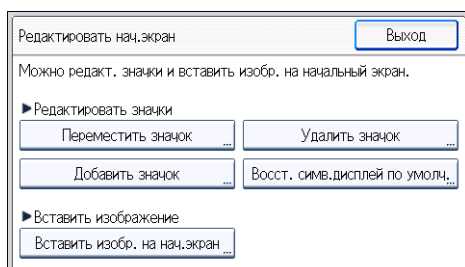 Редактировать нач.экран
Выход
Можно редакт. значки и вставить изобр. на начальный экран.
►Редактировать значки
Переместить значок ...
Удалить значок ...
Добавить значок ...
Восст. симв.дисплей по умолч. ...
►Вставить изображение
Вставить изобр. на нач.экран ...